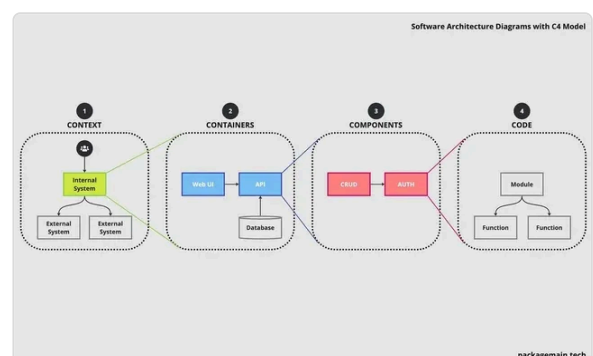 Software Architecture Diagrams with C4 Model
1
CONTEXT
Internal
System
External
System
External
System
2
CONTAINERS
Web UI
API
Database
3
COMPONENTS
CRUD
AUTH
4
CODE
Module
Function
Function
packagemain.tech